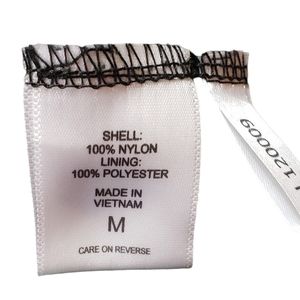 SHELL:
100% NYLON
LINING:
100% POLYESTER
MADE IN
VIETNAM
M
CARE ON REVERSE
120009